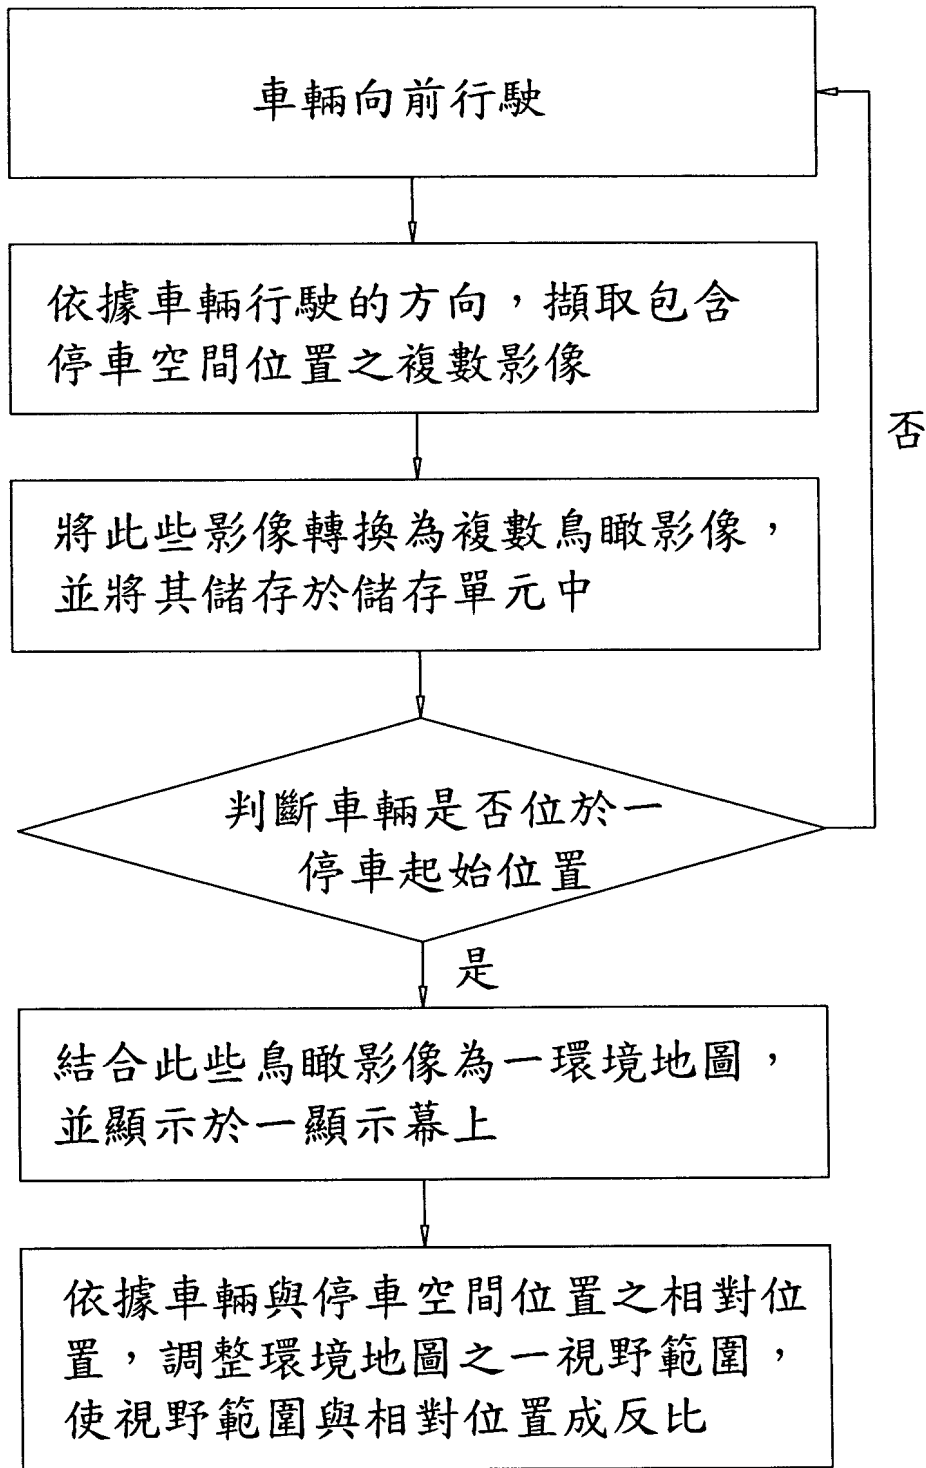 車輛向前行駛
依據車輛行駛的方向，擷取包含
停車空間位置之複數影像
否
將此些影像轉換為複數鳥瞰影像，
並將其儲存於儲存單元中
判斷車輛是否位於一
停車起始位置
是
結合此些鳥瞰影像為一環境地圖，
並顯示於一顯示幕上
依據車輛與停車空間位置之相對位
置，調整環境地圖之一視野範圍，
使視野範圍與相對位置成反比